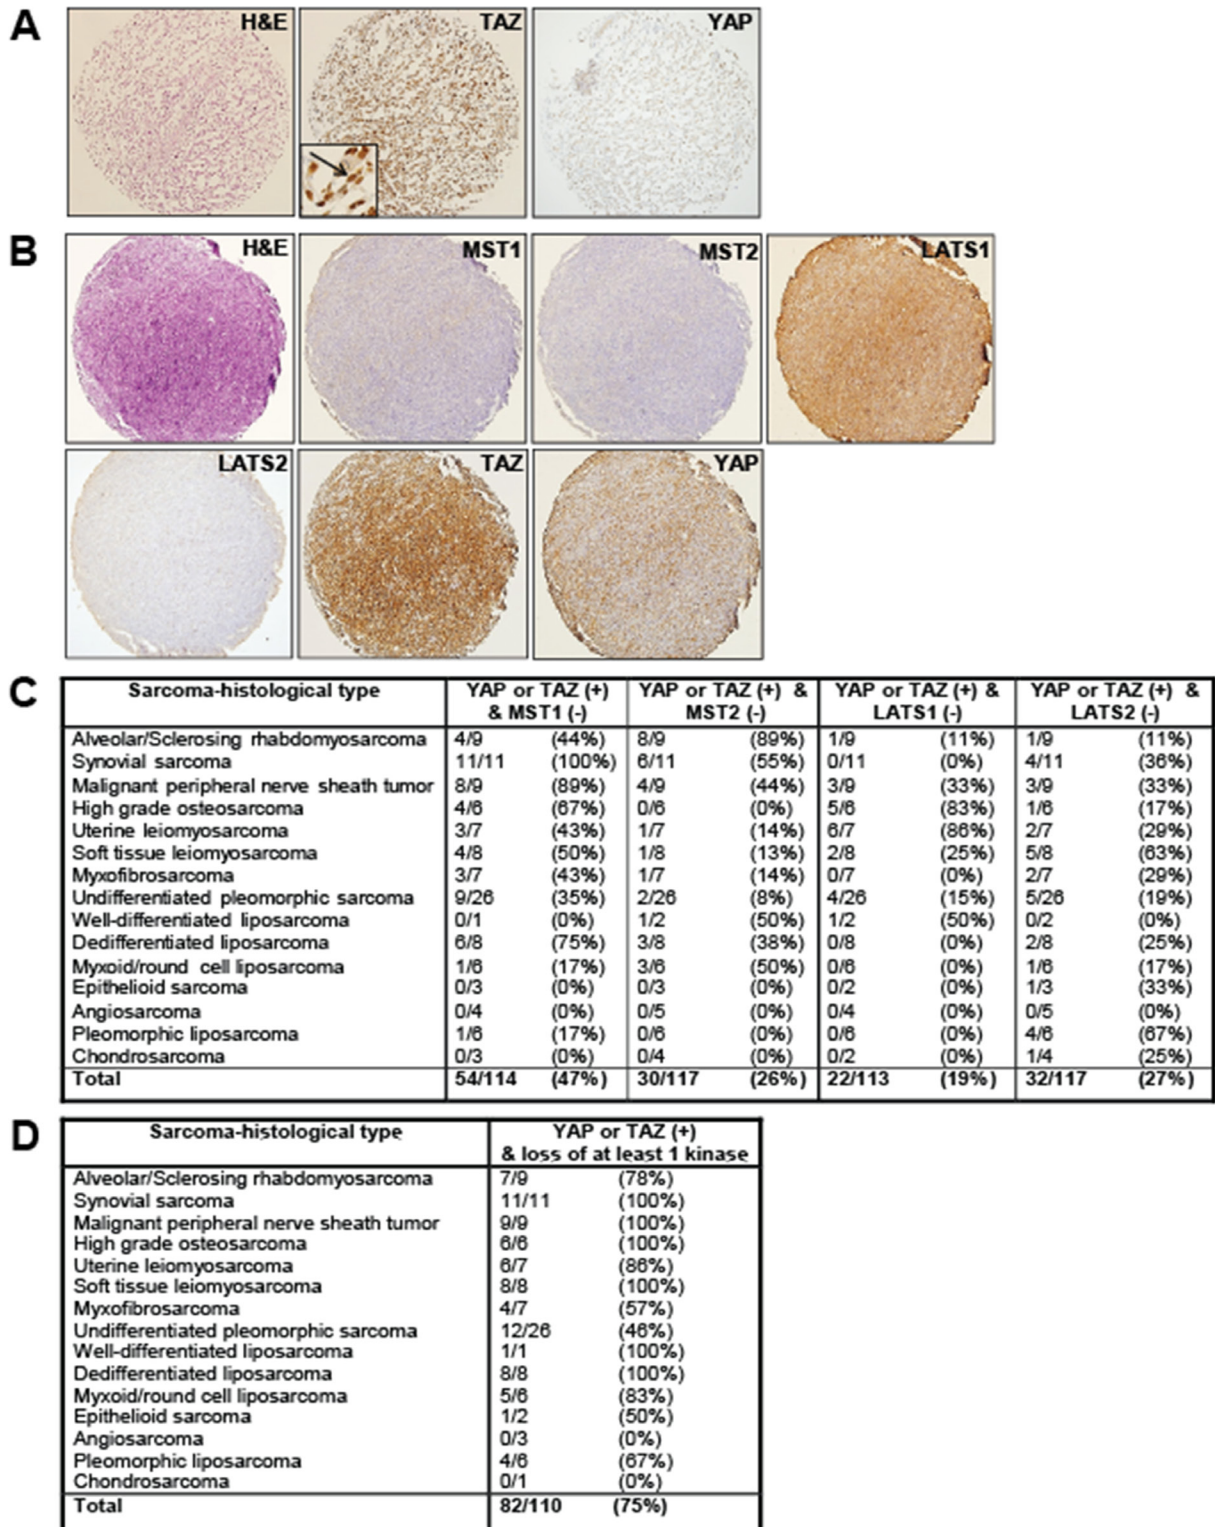 A
H&E
TAZ
YAP
B
H&E
MST1
MST2
LATS1
LATS2
TAZ
YAP
C
Sarcoma-histological type
YAP or TAZ (+) & MST1 (-)
YAP or TAZ (+) & MST2 (-)
YAP or TAZ (+) & LATS1 (-)
YAP or TAZ (+) & LATS2 (-)
Alveolar/Sclerosing rhabdomyosarcoma 4/9 (44%) 8/9 (89%) 1/9 (11%) 1/9 (11%)
Synovial sarcoma 11/11 (100%) 6/11 (55%) 0/11 (0%) 4/11 (36%)
Malignant peripheral nerve sheath tumor 8/9 (89%) 4/9 (44%) 3/9 (33%) 3/9 (33%)
High grade osteosarcoma 4/6 (67%) 0/6 (0%) 5/6 (83%) 1/6 (17%)
Uterine leiomyosarcoma 3/7 (43%) 1/7 (14%) 6/7 (86%) 2/7 (29%)
Soft tissue leiomyosarcoma 4/8 (50%) 1/8 (13%) 2/8 (25%) 5/8 (63%)
Myxofibrosarcoma 3/7 (43%) 1/7 (14%) 0/7 (0%) 2/7 (29%)
Undifferentiated pleomorphic sarcoma 9/26 (35%) 2/26 (8%) 4/26 (15%) 5/26 (19%)
Well-differentiated liposarcoma 0/1 (0%) 1/2 (50%) 1/2 (50%) 0/2 (0%)
Dedifferentiated liposarcoma 6/8 (75%) 3/8 (38%) 0/8 (0%) 2/8 (25%)
Myxoid/round cell liposarcoma 1/6 (17%) 3/6 (50%) 0/6 (0%) 1/6 (17%)
Epithelioid sarcoma 0/3 (0%) 0/3 (0%) 0/2 (0%) 1/3 (33%)
Angiosarcoma 0/4 (0%) 0/5 (0%) 0/4 (0%) 0/5 (0%)
Pleomorphic liposarcoma 1/6 (17%) 0/6 (0%) 0/6 (0%) 4/6 (67%)
Chondrosarcoma 0/3 (0%) 0/4 (0%) 0/2 (0%) 1/4 (25%)
Total 54/114 (47%) 30/117 (26%) 22/113 (19%) 32/117 (27%)
D
Sarcoma-histological type
YAP or TAZ (+)
& loss of at least 1 kinase
Alveolar/Sclerosing rhabdomyosarcoma 7/9 (78%)
Synovial sarcoma 11/11 (100%)
Malignant peripheral nerve sheath tumor 9/9 (100%)
High grade osteosarcoma 6/6 (100%)
Uterine leiomyosarcoma 6/7 (86%)
Soft tissue leiomyosarcoma 8/8 (100%)
Myxofibrosarcoma 4/7 (57%)
Undifferentiated pleomorphic sarcoma 12/26 (46%)
Well-differentiated liposarcoma 1/1 (100%)
Dedifferentiated liposarcoma 8/8 (100%)
Myxoid/round cell liposarcoma 5/6 (83%)
Epithelioid sarcoma 1/2 (50%)
Angiosarcoma 0/3 (0%)
Pleomorphic liposarcoma 4/6 (67%)
Chondrosarcoma 0/1 (0%)
Total 82/110 (75%)